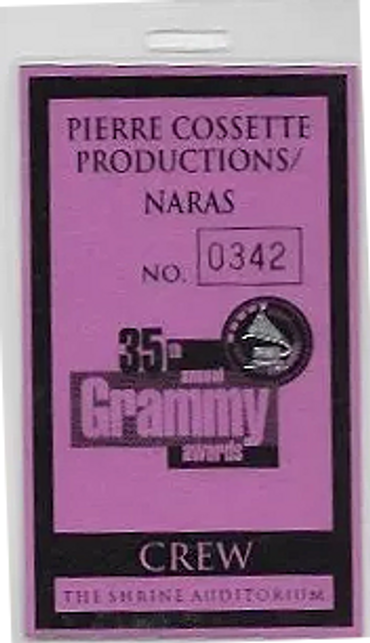 PIERRE COSSETTE
PRODUCTIONS/
NARAS
NO. 0342
35th
annual
Grammy
awards
CREW
THE SHRINE AUDITORIUM